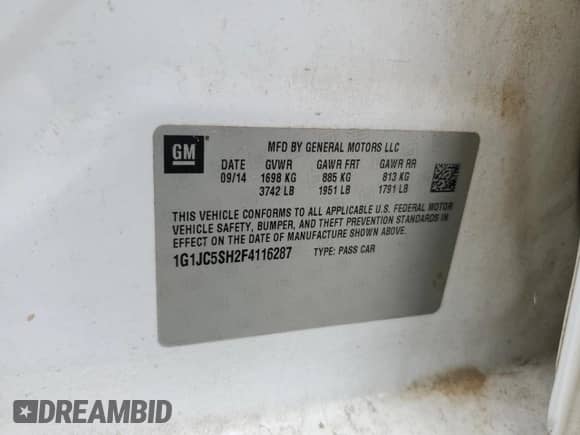 GM
MFD BY GENERAL MOTORS LLC
DATE GVWR GAWR FRT GAWR RR
09/14 1698 KG 885 KG 813 KG
3742 LB 1951 LB 1791 LB
THIS VEHICLE CONFORMS TO ALL APPLICABLE U.S. FEDERAL MOTOR
VEHICLE SAFETY, BUMPER, AND THEFT PREVENTION STANDARDS IN
EFFECT ON THE DATE OF MANUFACTURE SHOWN ABOVE.
1G1JC5SH2F4116287 TYPE: PASS CAR
DREAMBID